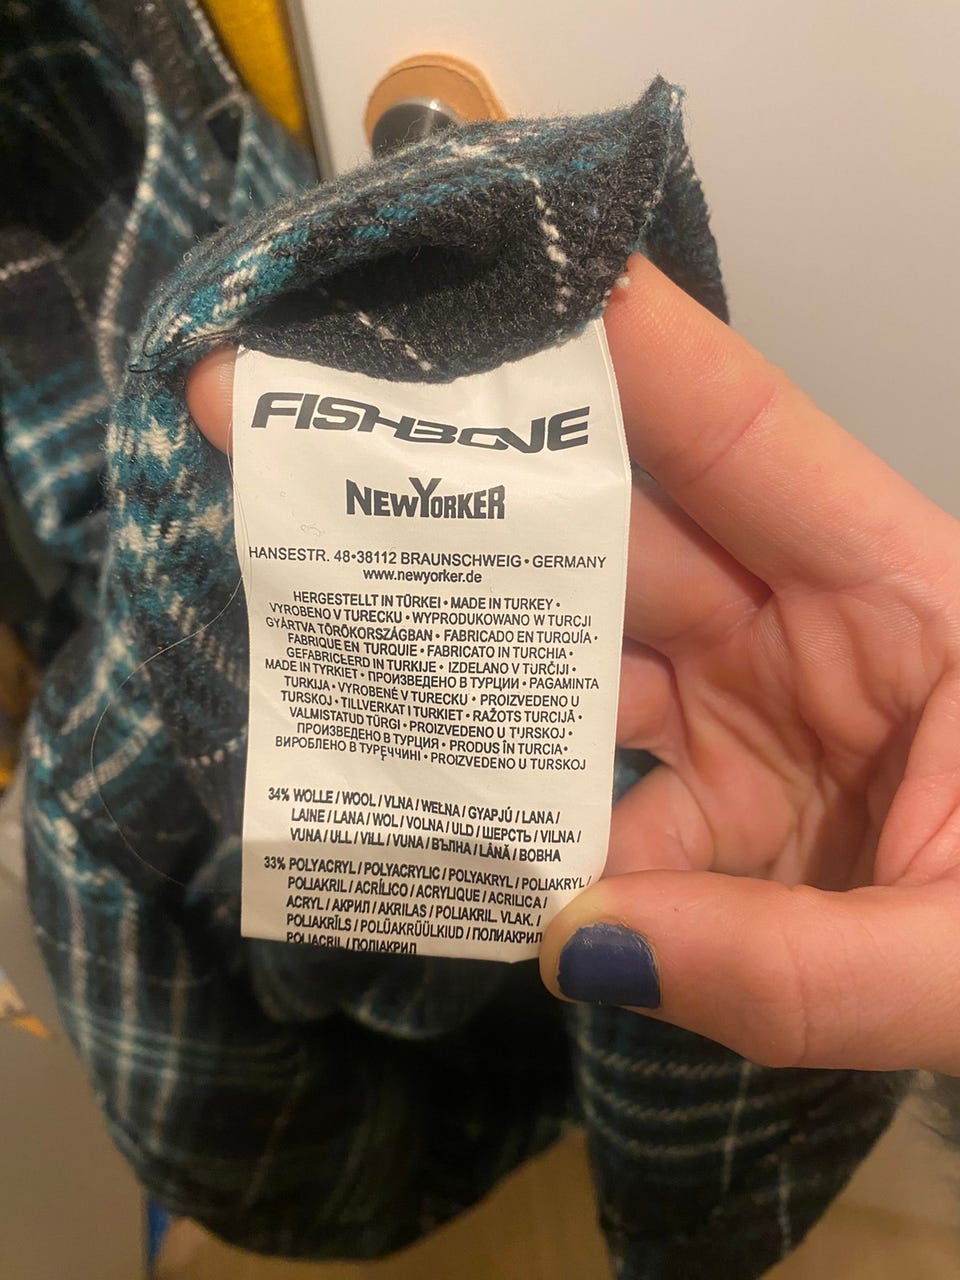 FISHBONE
NEWYORKER
HANSESTR. 48•38112 BRAUNSCHWEIG • GERMANY
www.newyorker.de
HERGESTELLT IN TÜRKEI • MADE IN TURKEY •
VYROBENO V TURECKU • WYPRODUKOWANO W TURCJI
GYÁRTVA TÖRÖKORSZÁGBAN • FABRICADO EN TURQUÍA •
FABRIQUE EN TURQUIE • FABRICATO IN TURCHIA •
GEFABRICEERD IN TURKIJE • IZDELANO V TURČIJI •
MADE IN TYRKIET • ПРОИЗВЕДЕНО В ТУРЦИИ • PAGAMINTA
TURKIJA • VYROBENÉ V TURECKU • PROIZVEDENO U
TURSKOJ • TILLVERKAT I TURKIET • RAŽOTS TURCIJĀ •
VALMISTATUD TÜRGI • PROIZVEDENO U TURSKOJ •
ПРОИЗВЕДЕНО В ТУРЦИЯ • PRODUS ÎN TURCIA •
ВИРОБЛЕНО В ТУРЕЧЧИНІ • PROIZVEDENO U TURSKOJ
34% WOLLE / WOOL / VLNA / WEŁNA / GYAPJÚ / LANA /
LAINE / LANA / WOL / VOLNA / ULD / ШЕРСТЬ / VILNA /
VUNA / ULL / VILL / VUNA / ВЪЛНА / LÂNĂ / ВОВНА
33% POLYACRYL / POLYACRYLIC / POLYAKRYL / POLIAKRYL /
POLIAKRIL / ACRÍLICO / ACRYLIQUE / ACRILICA /
ACRYL / АКРИЛ / AKRILAS / POLIAKRIL. VLAK. /
POLIAKRĪLS / POLÜAKRÜÜLKIUD / ПОЛИАКРИЛ
POLIACRIL / ПОЛІАКРИЛ